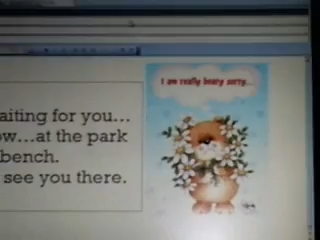 I am really beary sorry...
aiting for you...
ow...at the park
bench.
see you there.